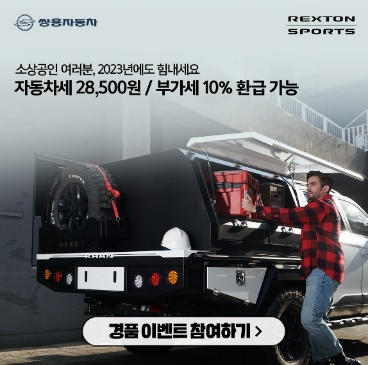 쌍용자동차
REXTON
SPORTS
소상공인 여러분, 2023년에도 힘내세요
자동차세 28,500원 / 부가세 10% 환급 가능
KHAN
경품 이벤트 참여하기 >